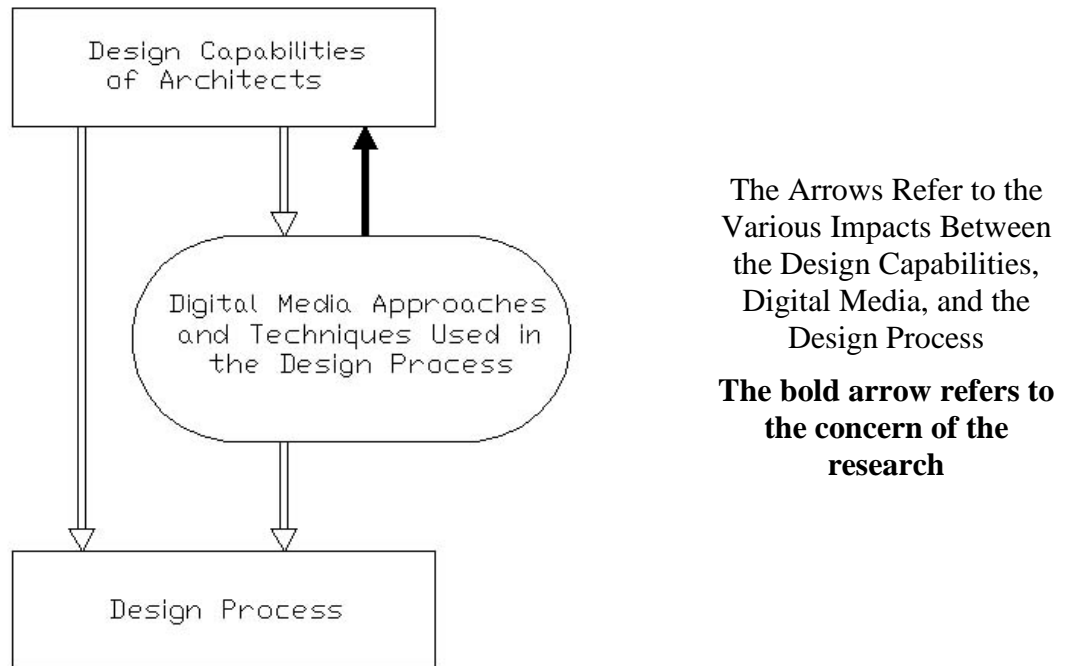 Design Capabilities
of Architects
Digital Media Approaches
and Techniques Used in
the Design Process
Design Process
The Arrows Refer to the
Various Impacts Between
the Design Capabilities,
Digital Media, and the
Design Process
The bold arrow refers to
the concern of the
research